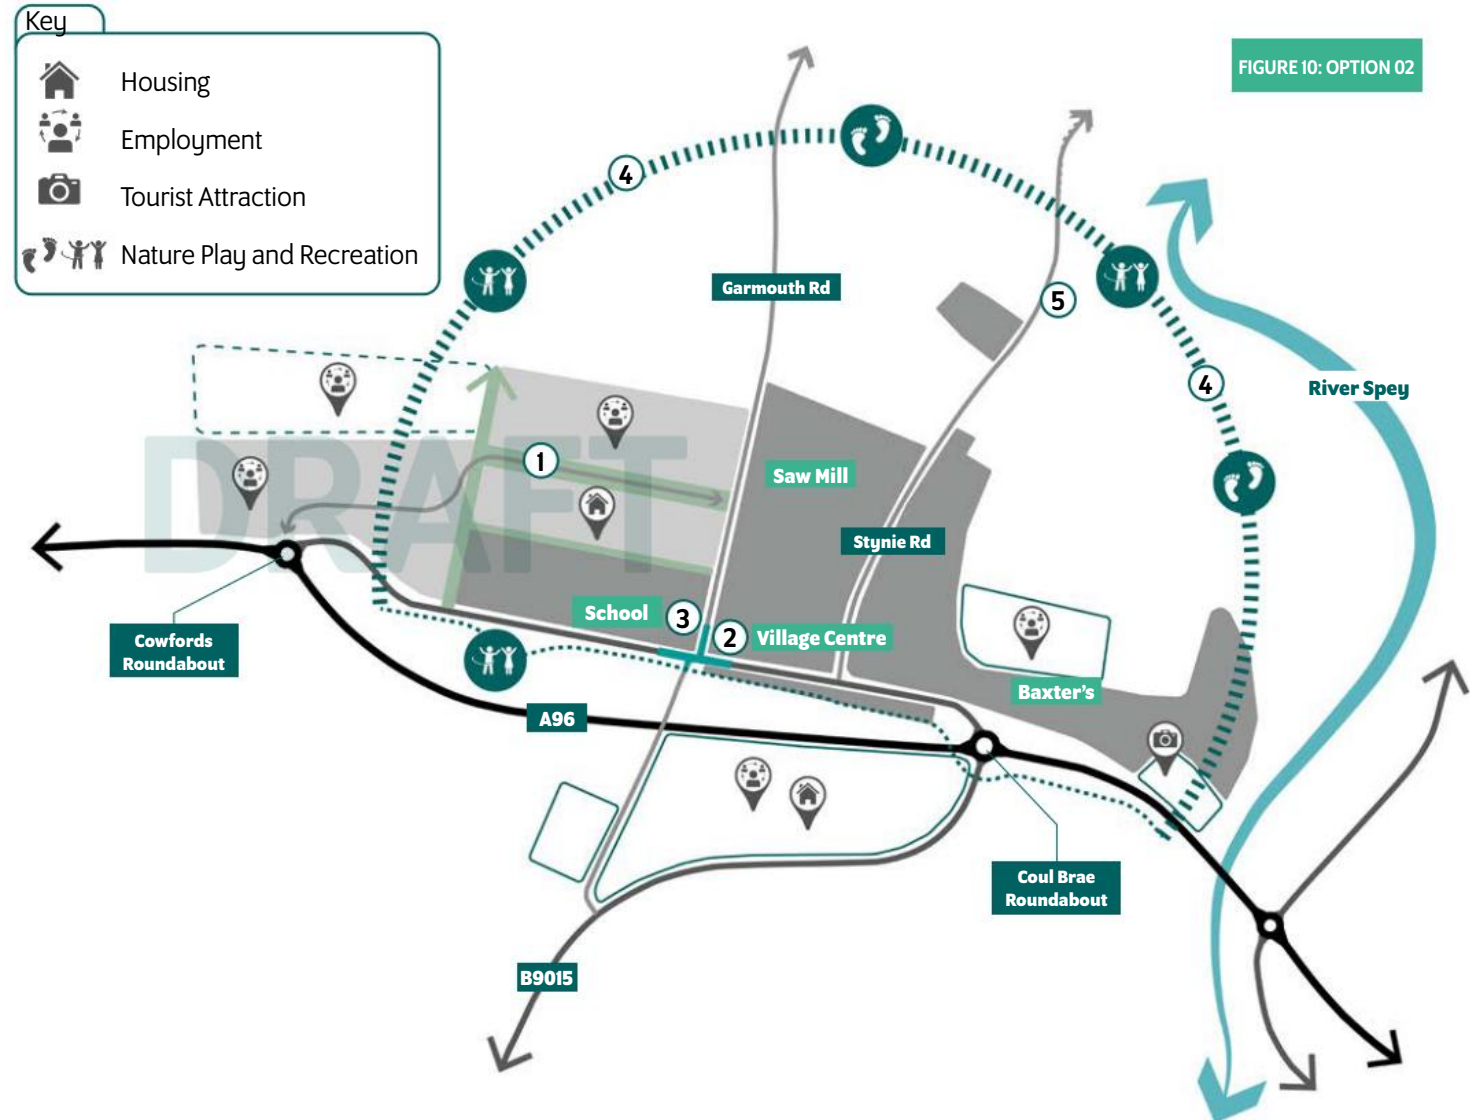 Key
Housing
Employment
Tourist Attraction
Nature Play and Recreation
FIGURE 10: OPTION 02
4
Garmouth Rd
5
4
River Spey
DRAFT
1
Saw Mill
Stynie Rd
School
3
2
Village Centre
Cowfords
Roundabout
Baxter's
A96
Coul Brae
Roundabout
B9015